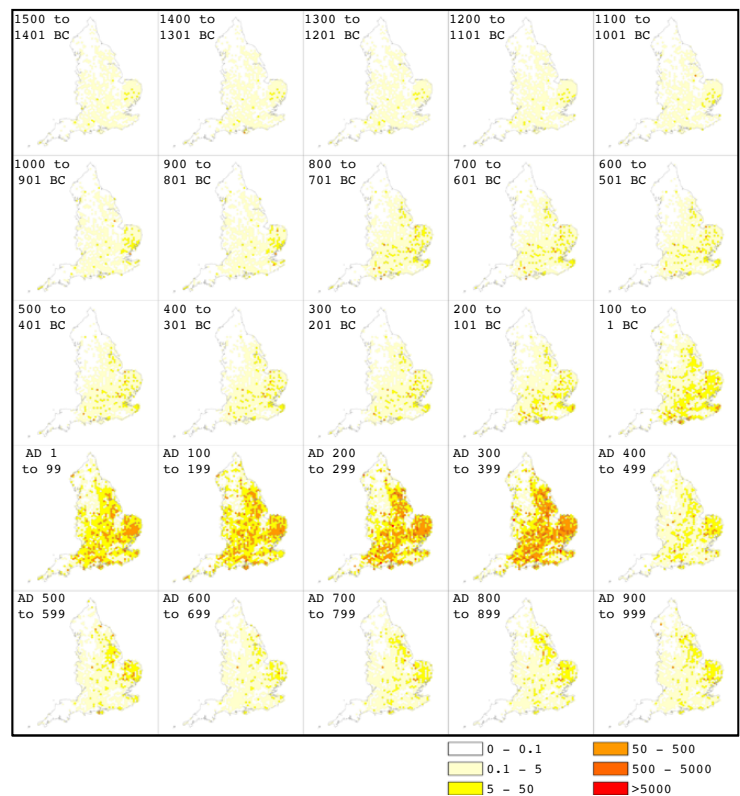 1500 to
1401 BC
1400 to
1301 BC
1300 to
1201 BC
1200 to
1101 BC
1100 to
1001 BC
1000 to
901 BC
900 to
801 BC
800 to
701 BC
700 to
601 BC
600 to
501 BC
500 to
401 BC
400 to
301 BC
300 to
201 BC
200 to
101 BC
100 to
1 BC
AD 1
to 99
AD 100
to 199
AD 200
to 299
AD 300
to 399
AD 400
to 499
AD 500
to 599
AD 600
to 699
AD 700
to 799
AD 800
to 899
AD 900
to 999
0 - 0.1
0.1 - 5
5 - 50
50 - 500
500 - 5000
>5000